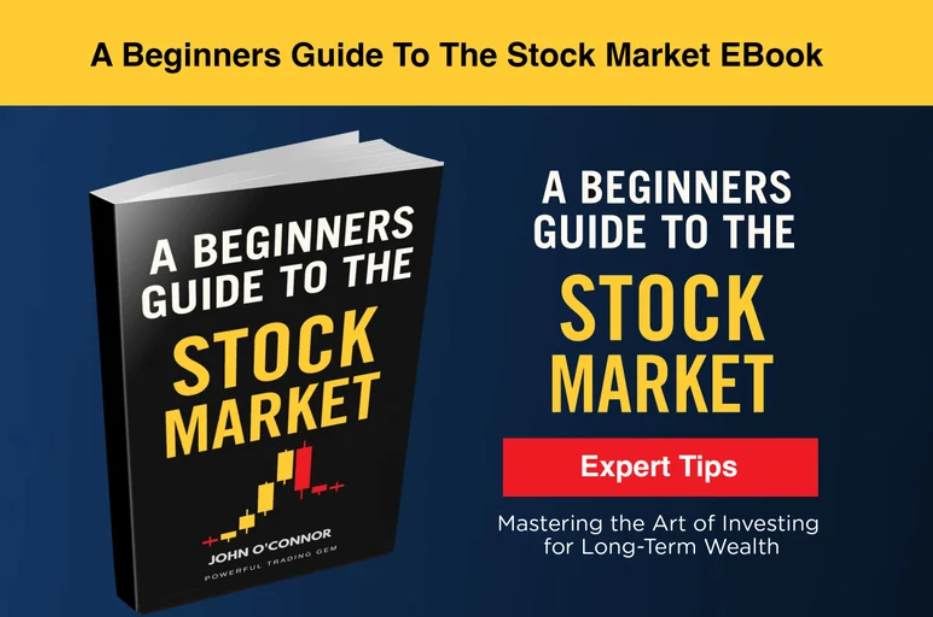 A Beginners Guide To The Stock Market EBook
A BEGINNERS
GUIDE TO THE
STOCK
MARKET
JOHN O'CONNOR
POWERFUL TRADING GEM
A BEGINNERS
GUIDE TO THE
STOCK
MARKET
Expert Tips
Mastering the Art of Investing
for Long-Term Wealth